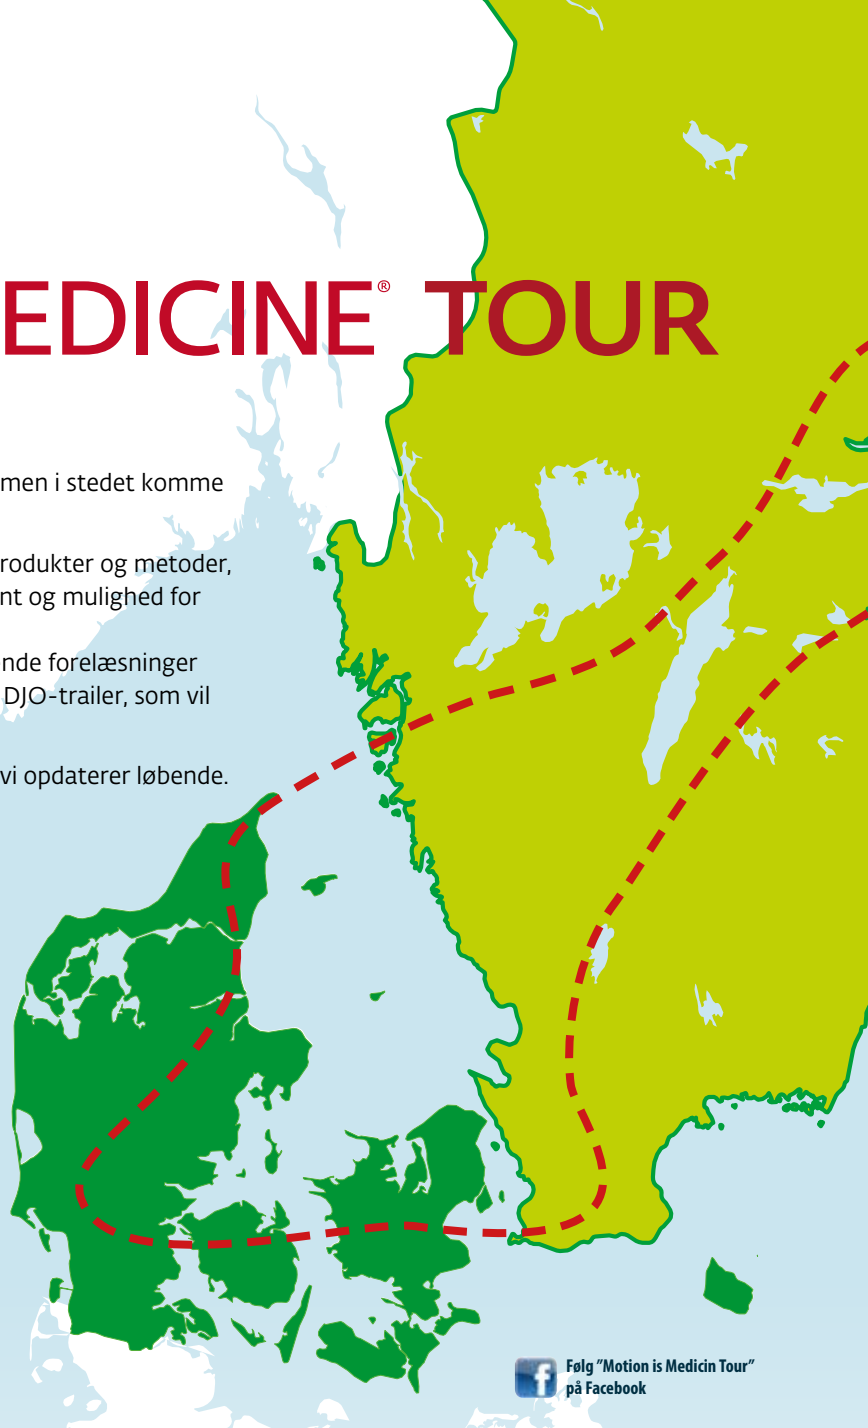 EDICINE® TOUR
men i stedet komme
rodukter og metoder,
nt og mulighed for
nde forelæsninger
DJO-trailer, som vil
vi opdaterer løbende.
Følg ”Motion is Medicin Tour”
på Facebook